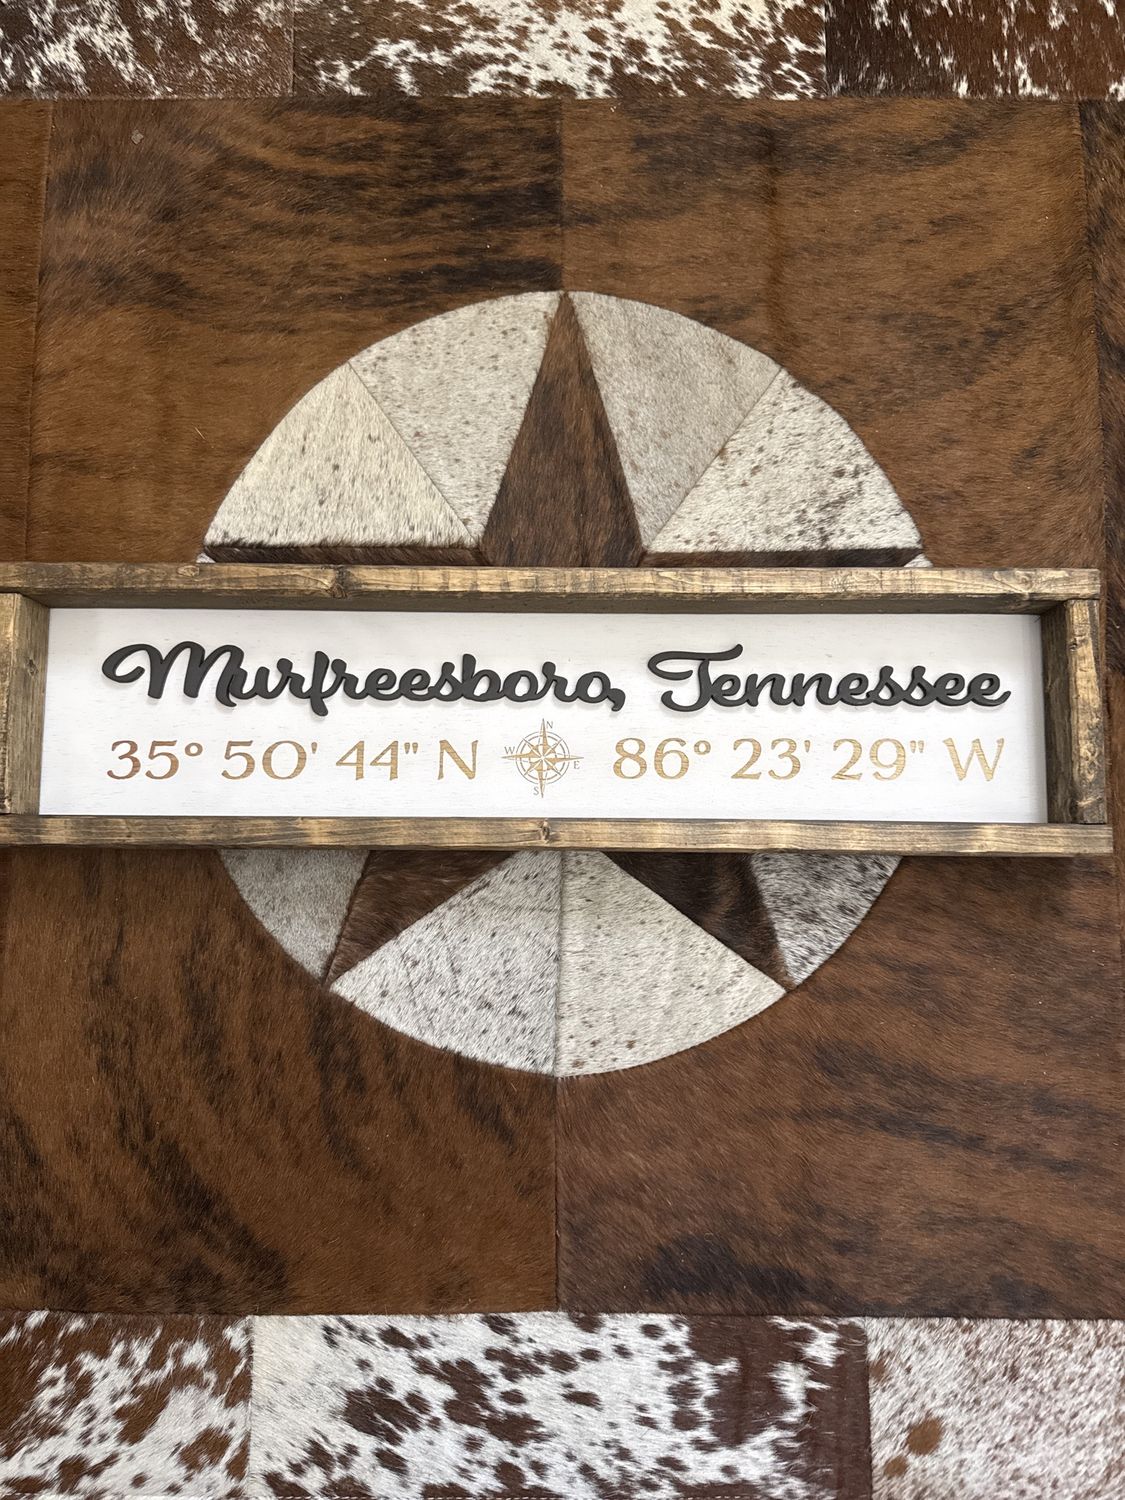 Murfreesboro, Tennessee
N
35° 50' 44" N W E 86° 23' 29" W
S